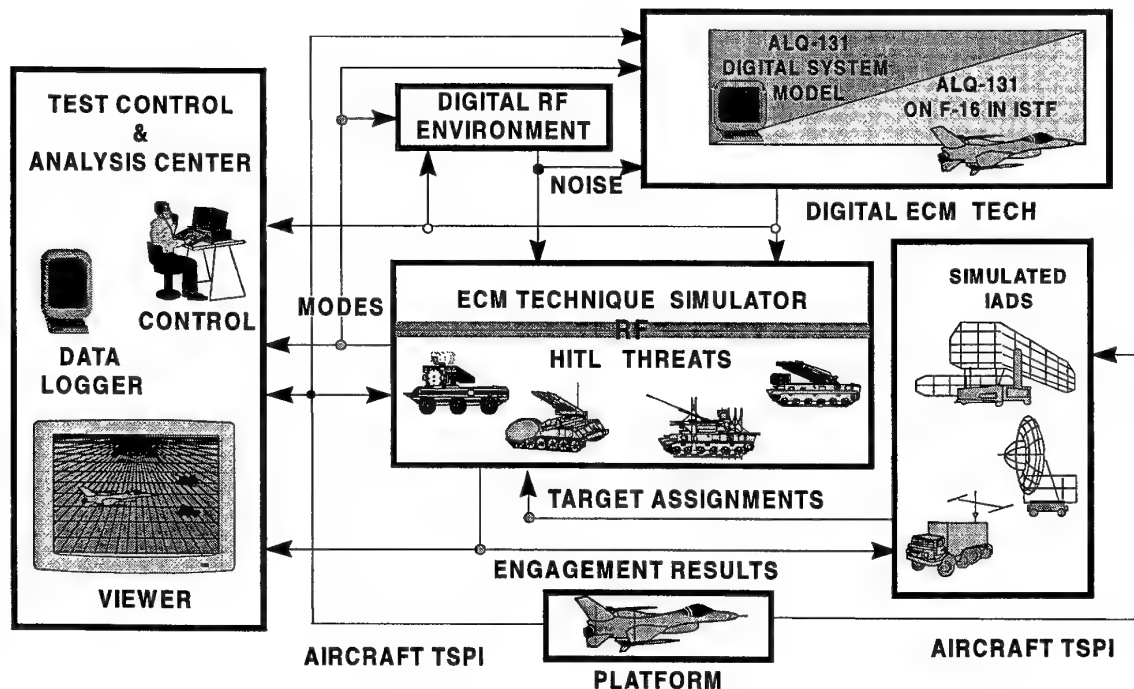 TEST CONTROL
&
ANALYSIS CENTER
CONTROL
DATA
LOGGER
VIEWER
DIGITAL RF
ENVIRONMENT
NOISE
MODES
ALQ-131
DIGITAL SYSTEM
MODEL
ALQ-131
ON F-16 IN ISTF
DIGITAL ECM TECH
ECM TECHNIQUE SIMULATOR
RF
HITL THREATS
SIMULATED
IADS
TARGET ASSIGNMENTS
ENGAGEMENT RESULTS
AIRCRAFT TSPI
PLATFORM
AIRCRAFT TSPI